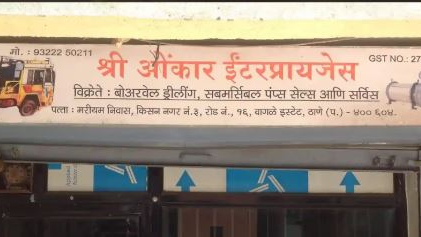 मो. : 9322 50211
GST NO.: 27
श्री ओंकार ईंटरप्रायजेस
विक्रेते : बोअरवेल ड्रीलींग, सबमर्सिबल पंप्स सेल्स आणि सर्विस
पत्ता : मरीयम निवास, किसन नगर नं.३, रोड नं., १६, वागळे इस्टेट, ठाणे (प.) - ४०० ६०४.